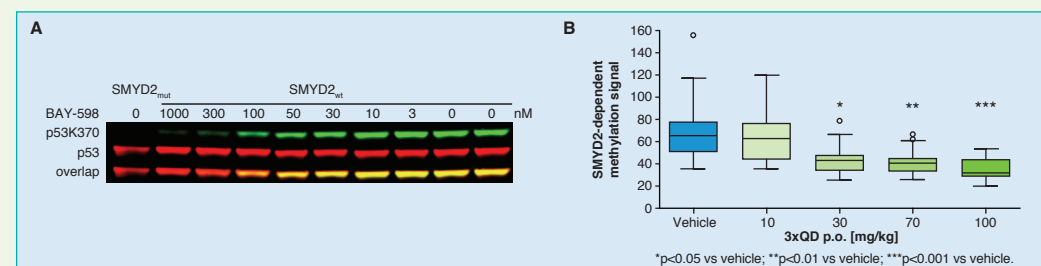 A
SMYD2mut SMYD2wt
BAY-598 0 1000 300 100 50 30 10 3 0 0 nM
p53K370
p53
overlap
B
SMYD2-dependent
methylation signal
160
140
120
100
80
60
40
20
0
* ** ***
Vehicle 10 30 70 100
3xQD p.o. [mg/kg]
*p<0.05 vs vehicle; **p<0.01 vs vehicle; ***p<0.001 vs vehicle.